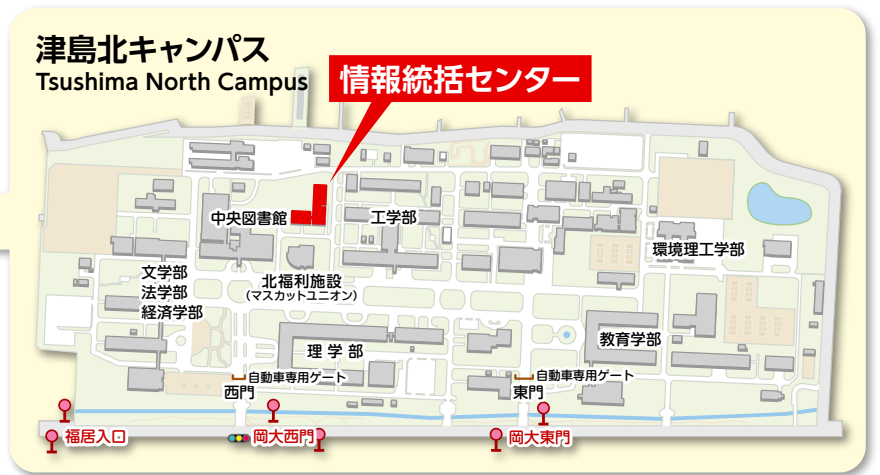 津島北キャンパス
Tsushima North Campus
情報統括センター
中央図書館
工学部
環境理工学部
文学部
法学部
経済学部
北福利施設
(マスカットユニオン)
理学部
教育学部
自動車専用ゲート
西門
自動車専用ゲート
東門
福居入口
岡大西門
岡大東門